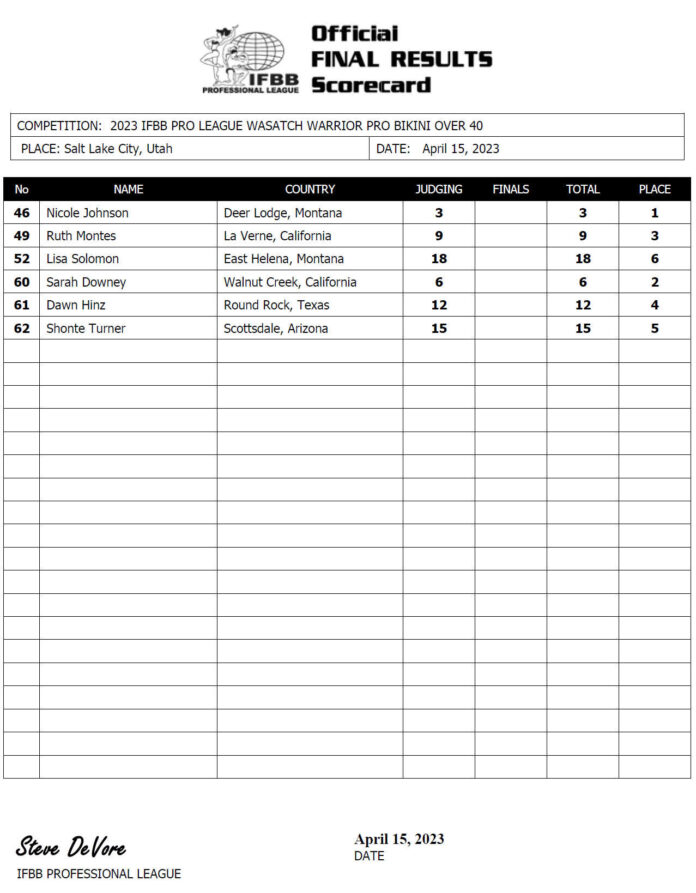 Official
FINAL RESULTS
Scorecard
IFBB
PROFESSIONAL LEAGUE
COMPETITION: 2023 IFBB PRO LEAGUE WASATCH WARRIOR PRO BIKINI OVER 40
PLACE: Salt Lake City, Utah DATE: April 15, 2023
No NAME COUNTRY JUDGING FINALS TOTAL PLACE
46 Nicole Johnson Deer Lodge, Montana 3 3 1
49 Ruth Montes La Verne, California 9 9 3
52 Lisa Solomon East Helena, Montana 18 18 6
60 Sarah Downey Walnut Creek, California 6 6 2
61 Dawn Hinz Round Rock, Texas 12 12 4
62 Shonte Turner Scottsdale, Arizona 15 15 5
Steve DeVore April 15, 2023
DATE
IFBB PROFESSIONAL LEAGUE